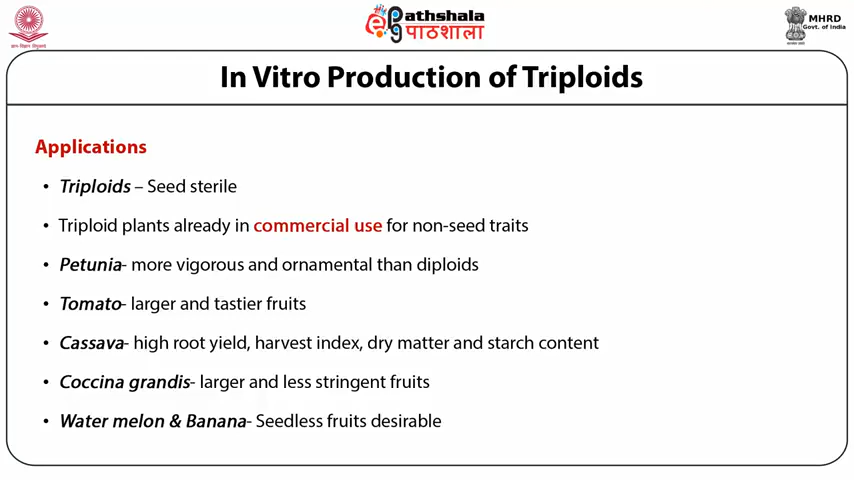 Pathshala
पाठशाला
MHRD
Govt. of India
In Vitro Production of Triploids
Applications
• Triploids – Seed sterile
• Triploid plants already in commercial use for non-seed traits
• Petunia- more vigorous and ornamental than diploids
• Tomato- larger and tastier fruits
• Cassava- high root yield, harvest index, dry matter and starch content
• Coccina grandis- larger and less stringent fruits
• Water melon & Banana- Seedless fruits desirable